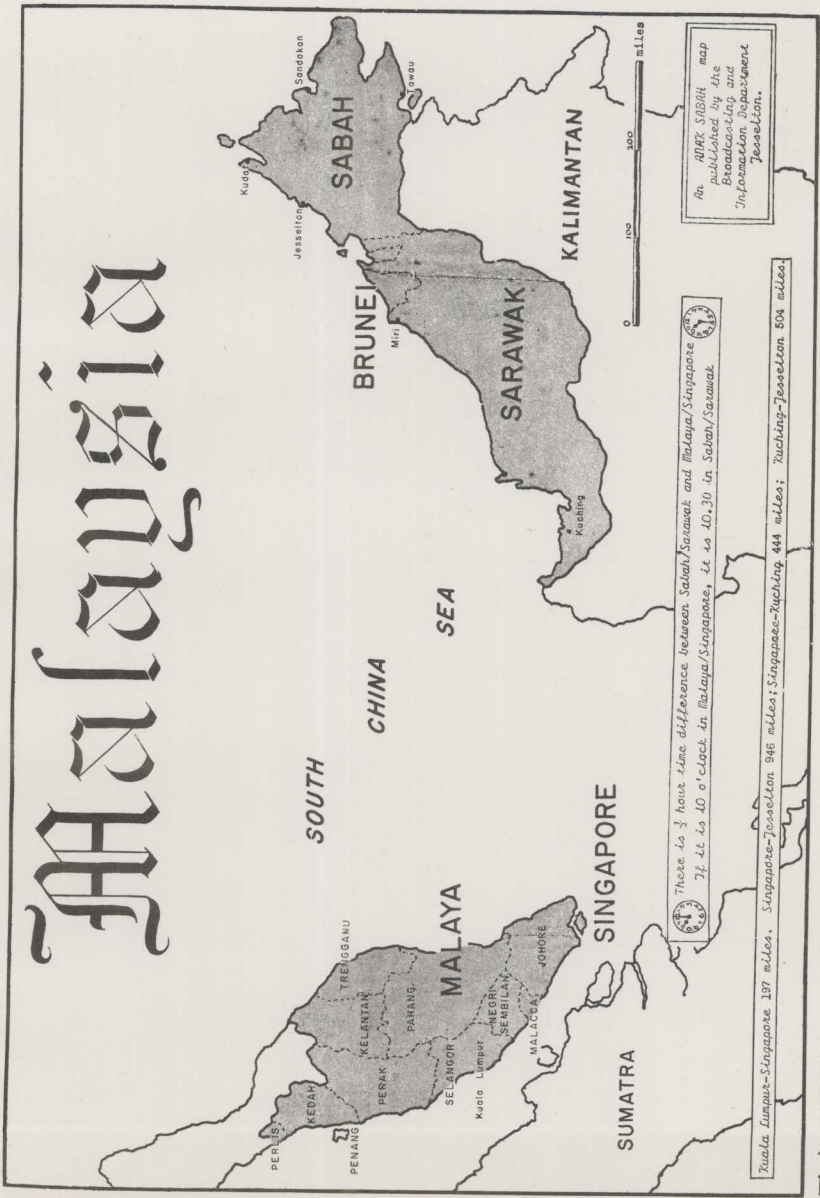 Malaysia
SOUTH
CHINA
SEA
PERLIS
KEDAH
PENANG
PERAK
KELANTAN
TRENGGANU
PAHANG
SELANGOR
Kuala Lumpur
NEGRI
SEMBILAN
MALACCA
JOHORE
MALAYA
SINGAPORE
SUMATRA
Kudat
Jesselton
Sandakan
SABAH
Tawau
BRUNEI
Miri
SARAWAK
Kuching
KALIMANTAN
0 100 200 miles
An ANAK SABAH map
published by the
Broadcasting and
Information Department
Jesselton.
There is ½ hour time difference between Sabah/Sarawak and Malaya/Singapore
If it is 10 o'clock in Malaya/Singapore, it is 10.30 in Sabah/Sarawak
Kuala Lumpur-Singapore 197 miles. Singapore-Jesselton 946 miles; Singapore-Kuching 444 miles; Kuching-Jesselton 504 miles.